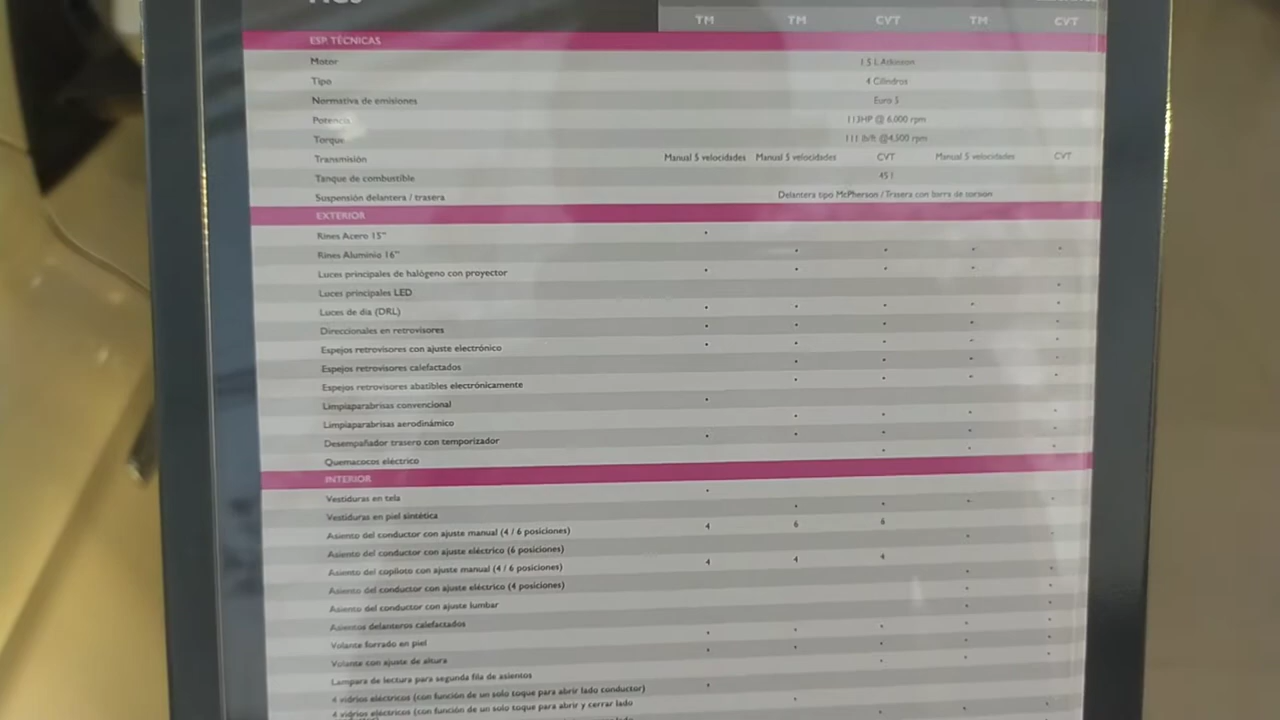 TM TM CVT TM CVT
ESP. TÉCNICAS
Motor 1.5 L Atkinson
Tipo 4 Cilindros
Normativa de emisiones Euro 5
Potencia 113HP @ 6,000 rpm
Torque 111 lb/ft @4,500 rpm
Transmisión Manual 5 velocidades Manual 5 velocidades CVT Manual 5 velocidades CVT
Tanque de combustible 45 l
Suspensión delantera / trasera Delantera tipo McPherson / Trasera con barra de torsión
EXTERIOR
Rines Acero 15"
Rines Aluminio 16"
Luces principales de halógeno con proyector
Luces principales LED
Luces de día (DRL)
Direccionales en retrovisores
Espejos retrovisores con ajuste electrónico
Espejos retrovisores calefactados
Espejos retrovisores abatibles electrónicamente
Limpiaparabrisas convencional
Limpiaparabrisas aerodinámico
Desempañador trasero con temporizador
Quemacocos eléctrico
INTERIOR
Vestiduras en tela
Vestiduras en piel sintética
Asiento del conductor con ajuste manual (4 / 6 posiciones) 4 6 6
Asiento del conductor con ajuste eléctrico (6 posiciones)
Asiento del copiloto con ajuste manual (4 / 6 posiciones) 4 4 4
Asiento del conductor con ajuste eléctrico (4 posiciones)
Asiento del conductor con ajuste lumbar
Asientos delanteros calefactados
Volante forrado en piel
Volante con ajuste de altura
Lampara de lectura para segunda fila de asientos
4 vidrios eléctricos (con función de un solo toque para abrir lado conductor)
4 vidrios eléctricos (con función de un solo toque para abrir y cerrar lado